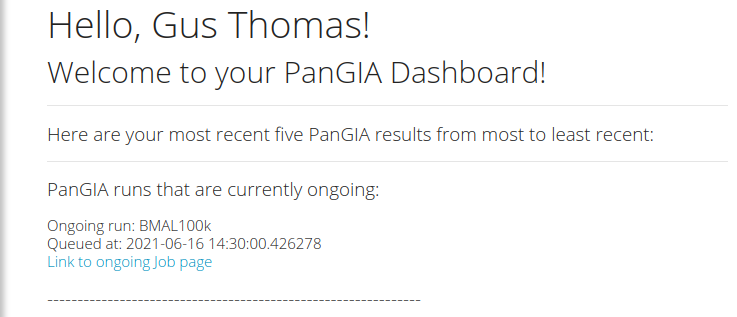 Hello, Gus Thomas!
Welcome to your PanGIA Dashboard!
Here are your most recent five PanGIA results from most to least recent:
PanGIA runs that are currently ongoing:
Ongoing run: BMAL100k
Queued at: 2021-06-16 14:30:00.426278
Link to ongoing Job page
--------------------------------------------------------------